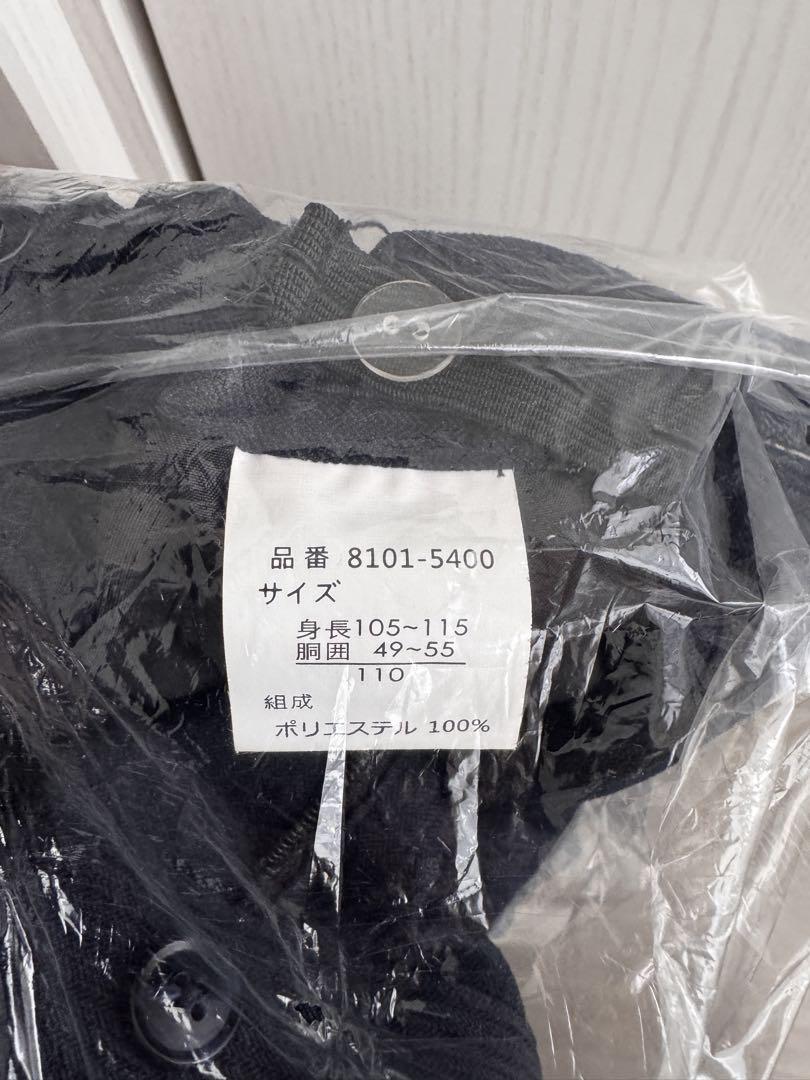 品番 8101-5400
サイズ
身長105~115
胴囲 49~55
110
組成
ポリエステル 100%